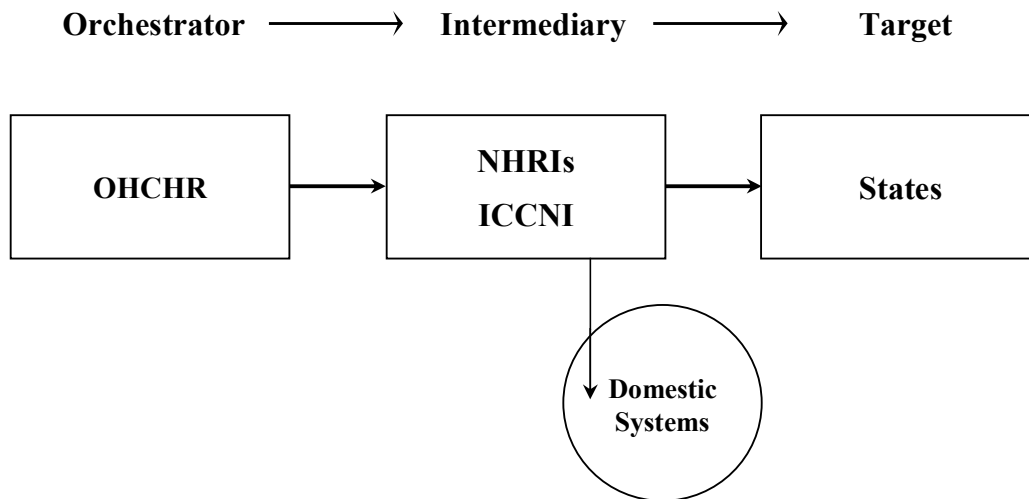 Orchestrator Intermediary Target
OHCHR
NHRIs
ICCNI
States
Domestic
Systems